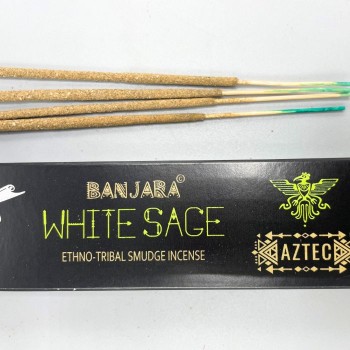 BANJARA©
WHITE SAGE
ETHNO-TRIBAL SMUDGE INCENSE
AZTEC